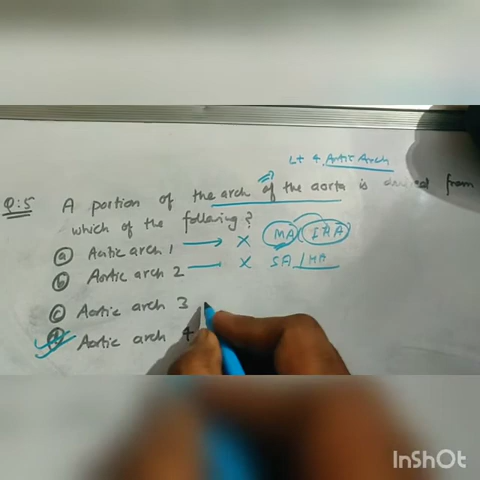 Lt 4 Aortic Arch
Q:5 A portion of the arch of the aorta is derived from
which of the following?
a Aortic arch 1 → × MA IMA
b Aortic arch 2 — × SA/HA
c Aortic arch 3
Aortic arch 4
InShOt